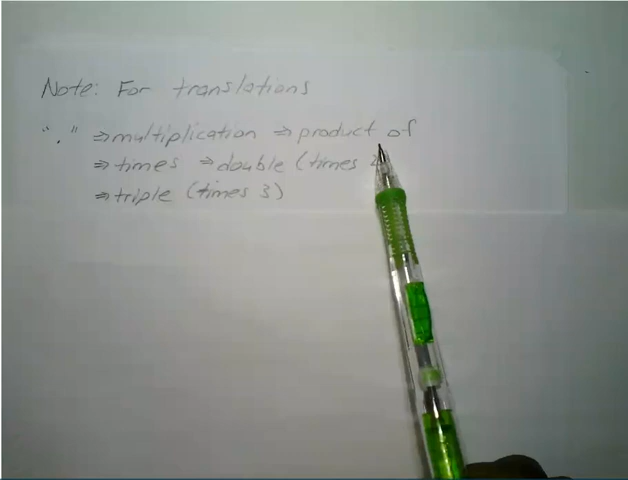 Note: For translations
"·" ⇒ multiplication ⇒ product of
⇒ times ⇒ double (times
⇒ triple (times 3)